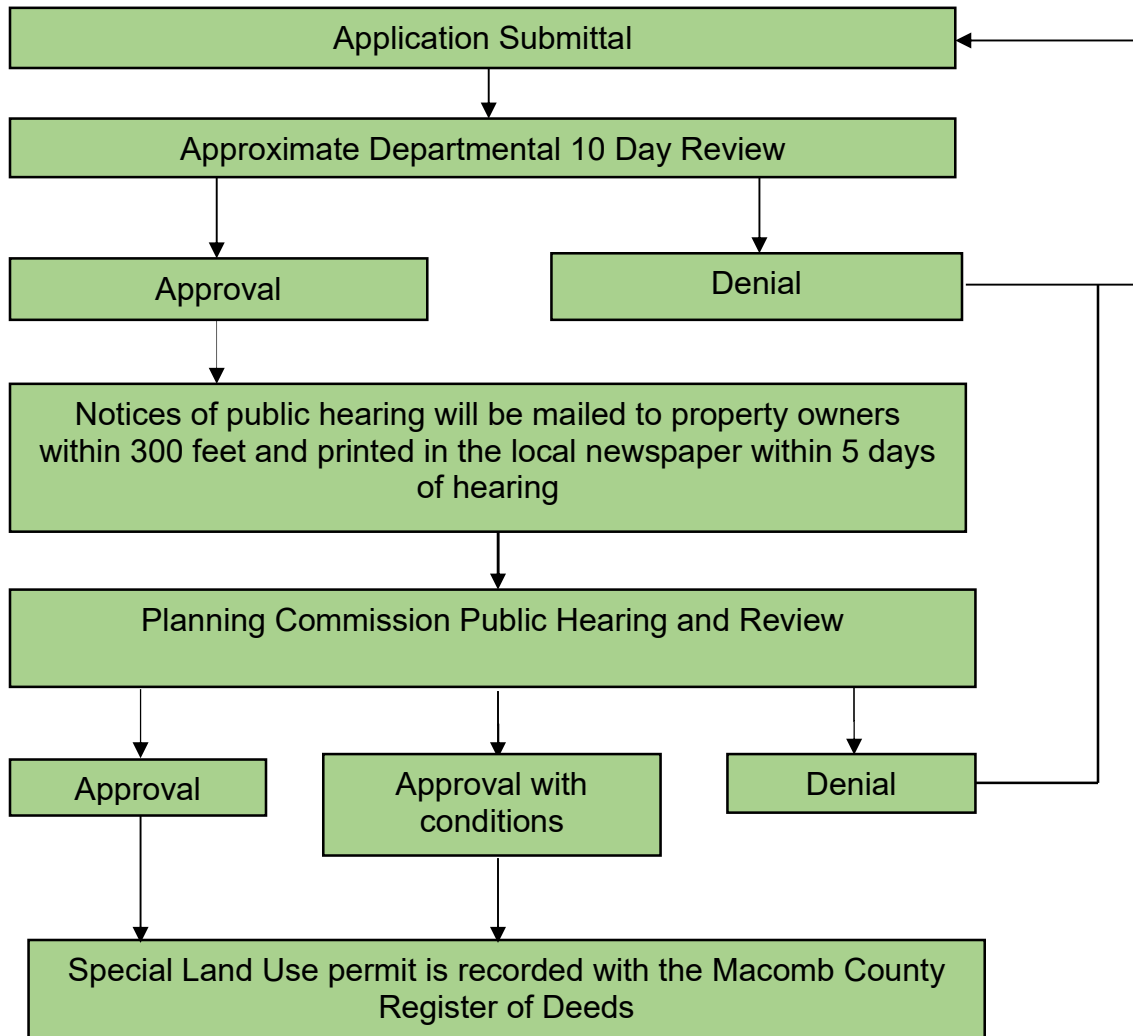 Application Submittal
Approximate Departmental 10 Day Review
Approval
Denial
Notices of public hearing will be mailed to property owners
within 300 feet and printed in the local newspaper within 5 days
of hearing
Planning Commission Public Hearing and Review
Approval
Approval with
conditions
Denial
Special Land Use permit is recorded with the Macomb County
Register of Deeds